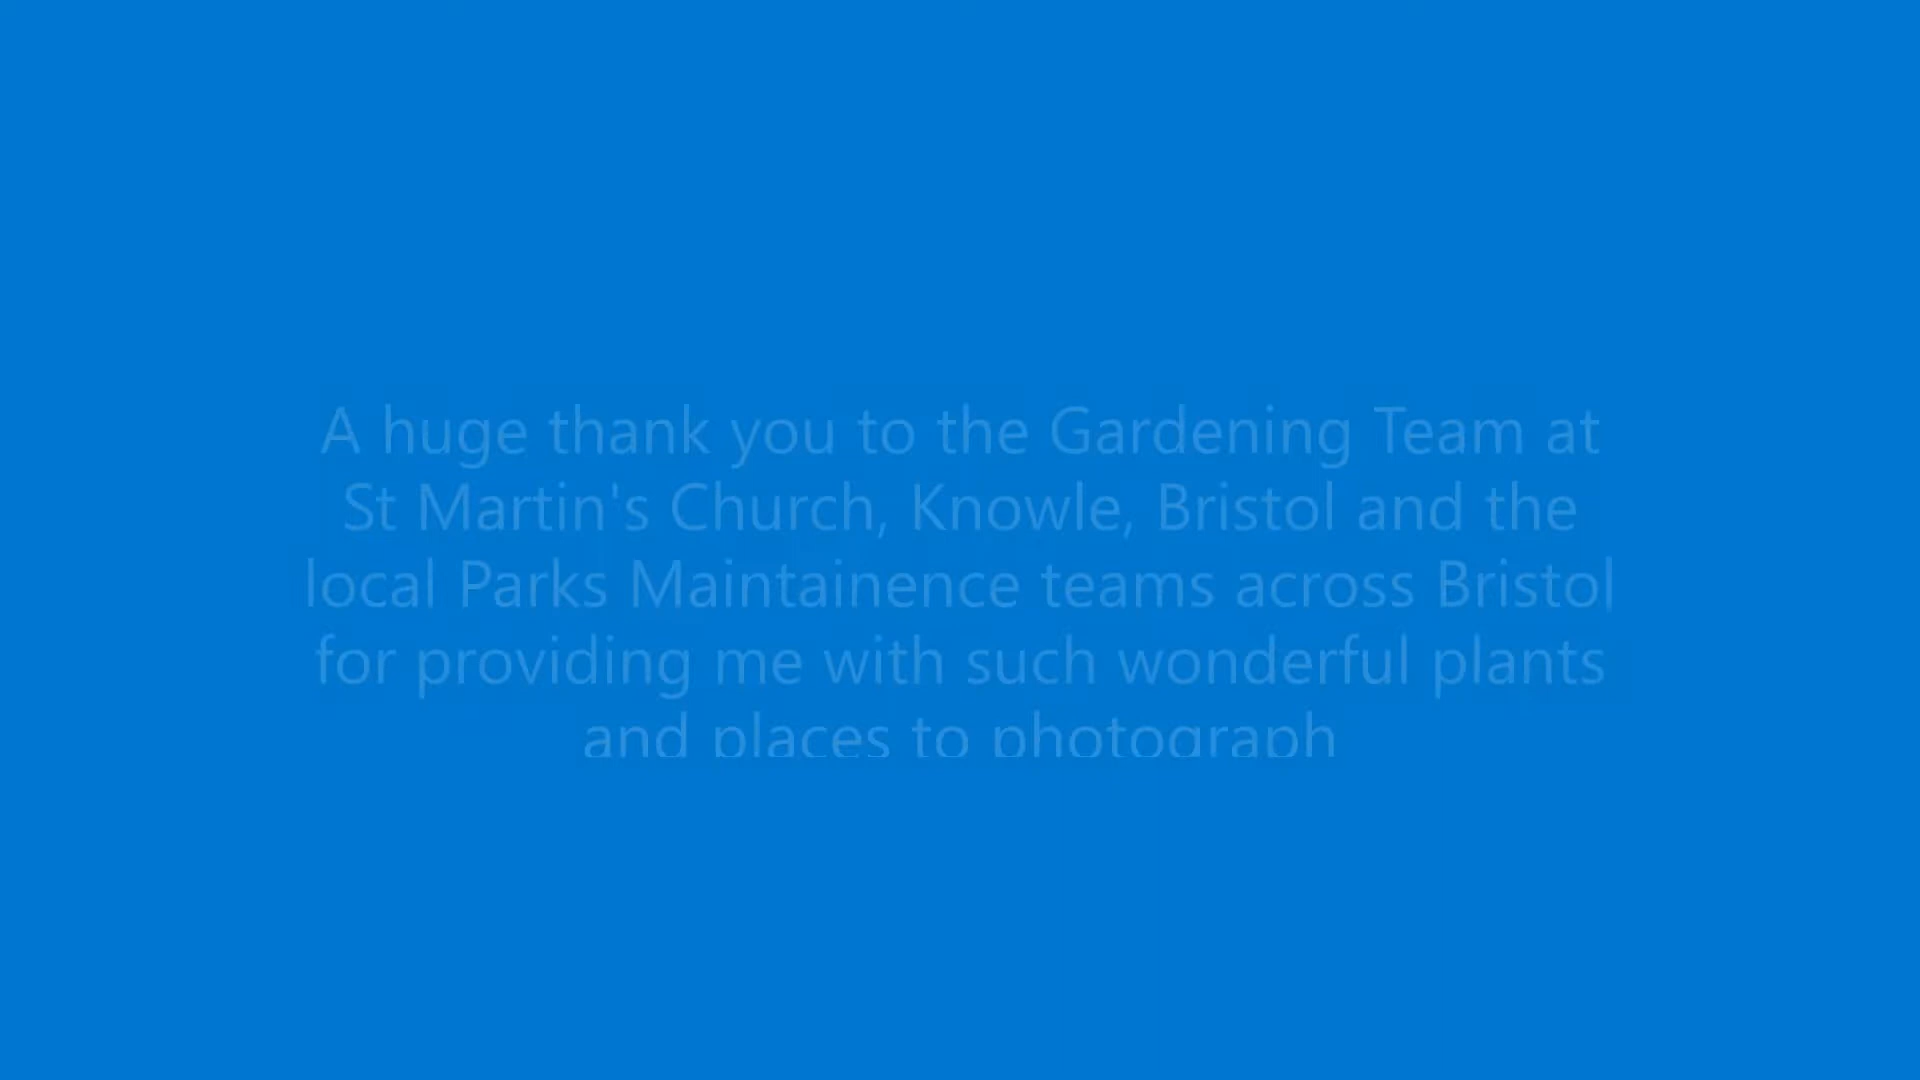 A huge thank you to the Gardening Team at
St Martin's Church, Knowle, Bristol and the
local Parks Maintainence teams across Bristol
for providing me with such wonderful plants
and places to photograph